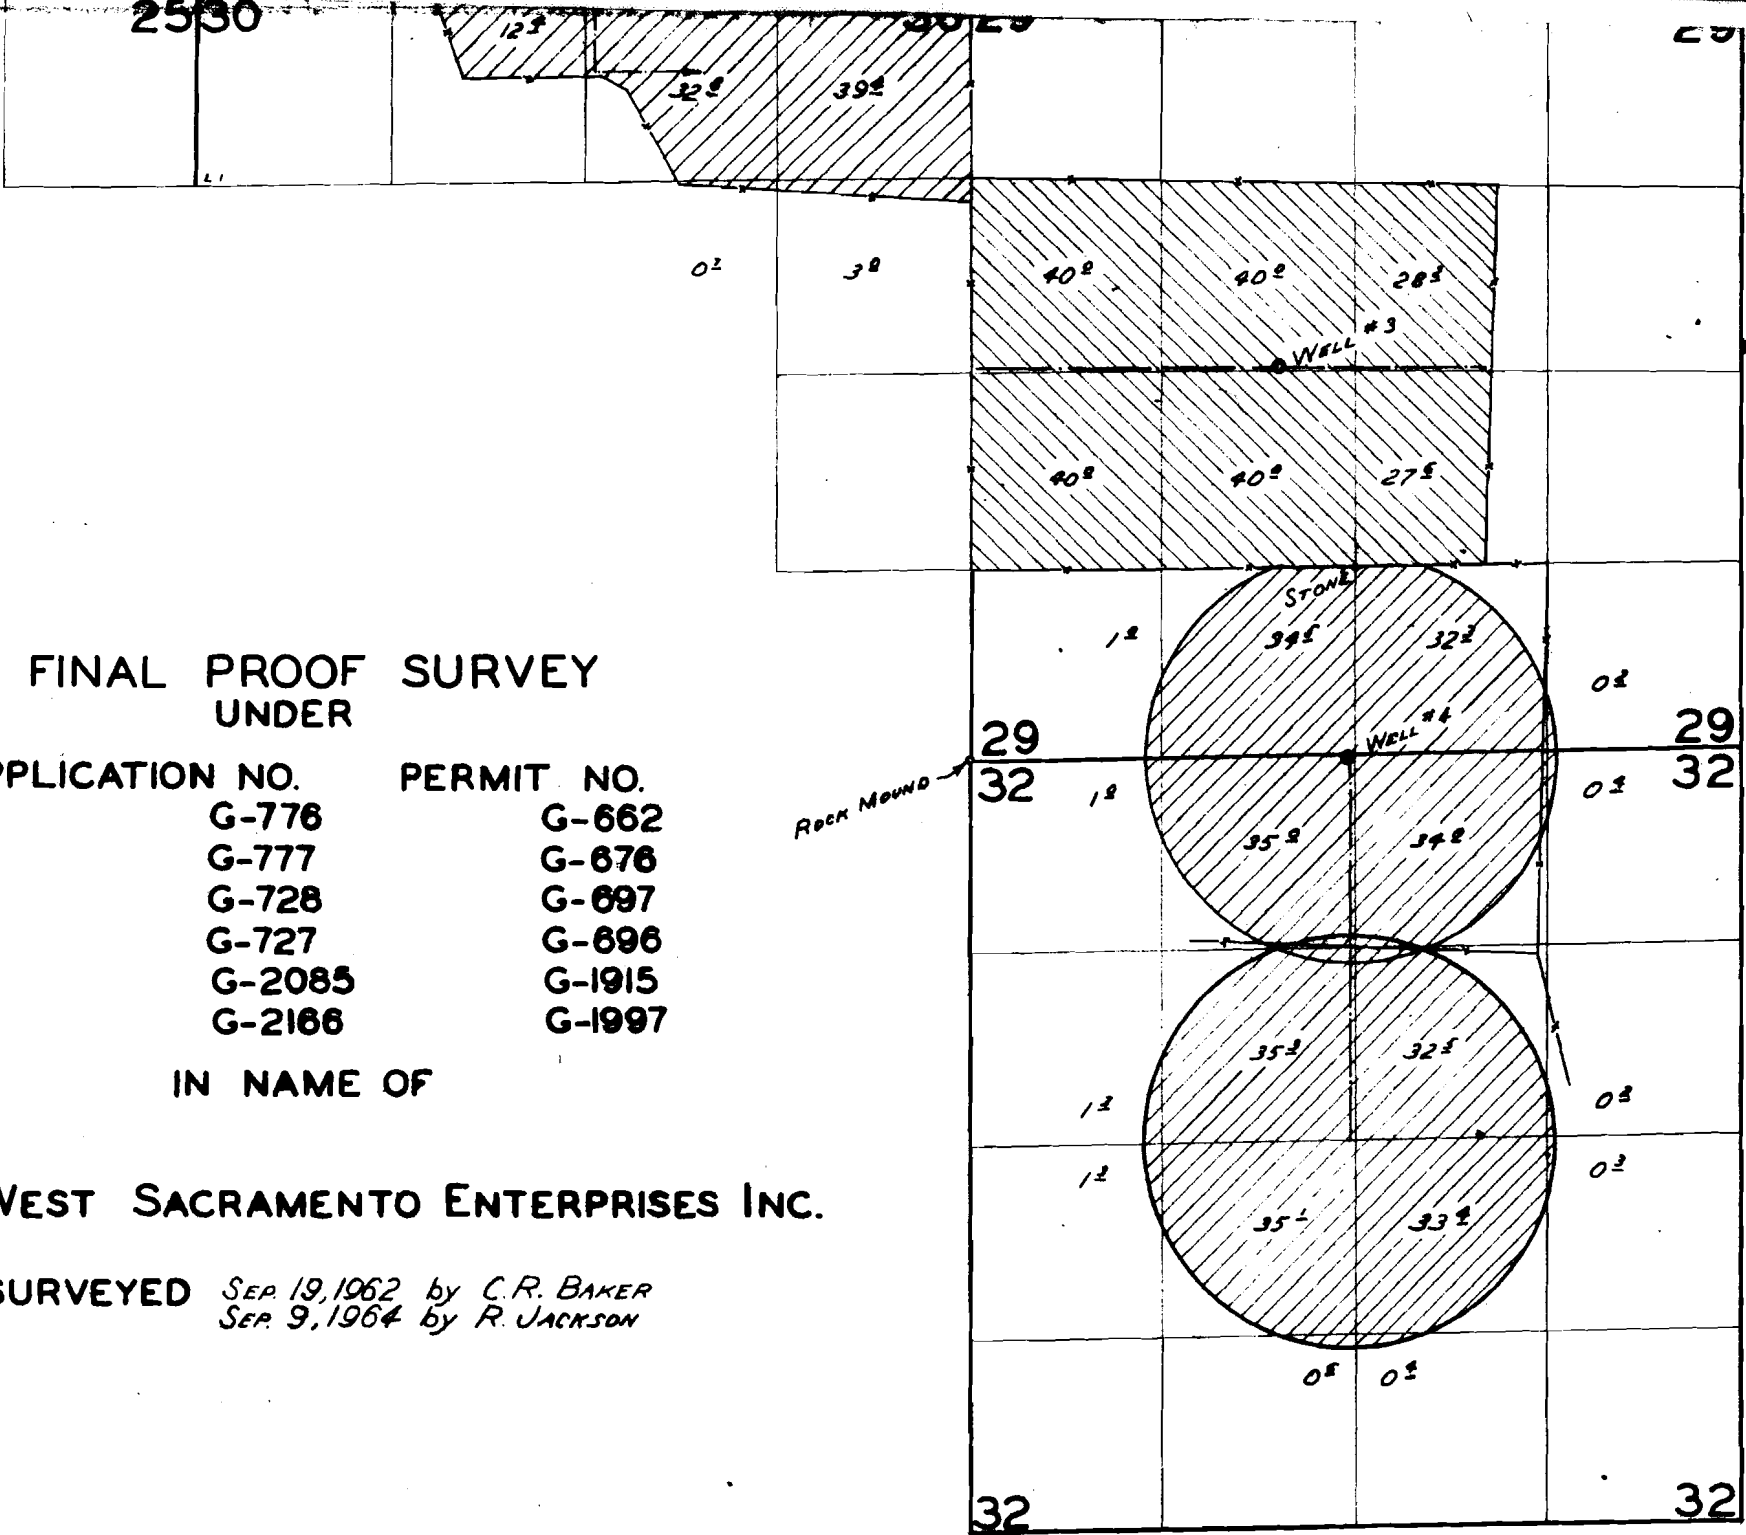 25 30
12
32
39
L1
0
3
40 40 28
WELL #3
40 40 27
STONE
1 34 32
0
FINAL PROOF SURVEY
UNDER
29 29
WELL #4
32 32
ROCK MOUND
1
0
35 34
PPLICATION NO. PERMIT NO.
G-776 G-662
G-777 G-676
G-728 G-697
G-727 G-696
G-2085 G-1915
G-2166 G-1997
IN NAME OF
35 32
1
0
1
0
35 33
WEST SACRAMENTO ENTERPRISES INC.
SURVEYED SEP. 19, 1962 by C.R. BAKER
SEP. 9, 1964 by R. JACKSON
0 0
32 32